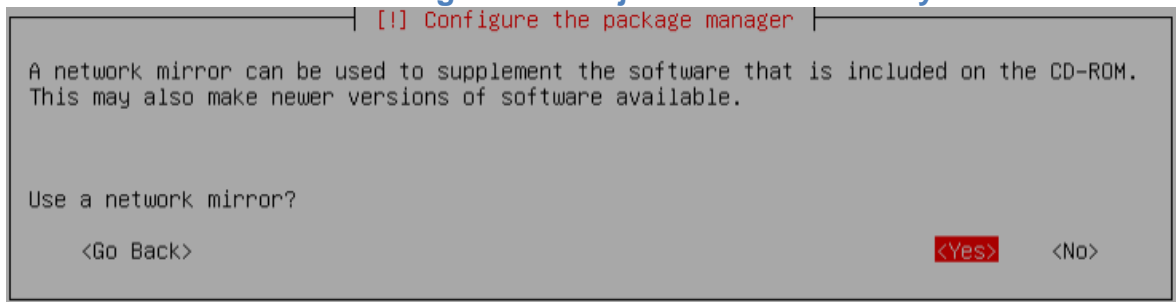 [!] Configure the package manager
A network mirror can be used to supplement the software that is included on the CD-ROM.
This may also make newer versions of software available.
Use a network mirror?
<Go Back> <Yes> <No>